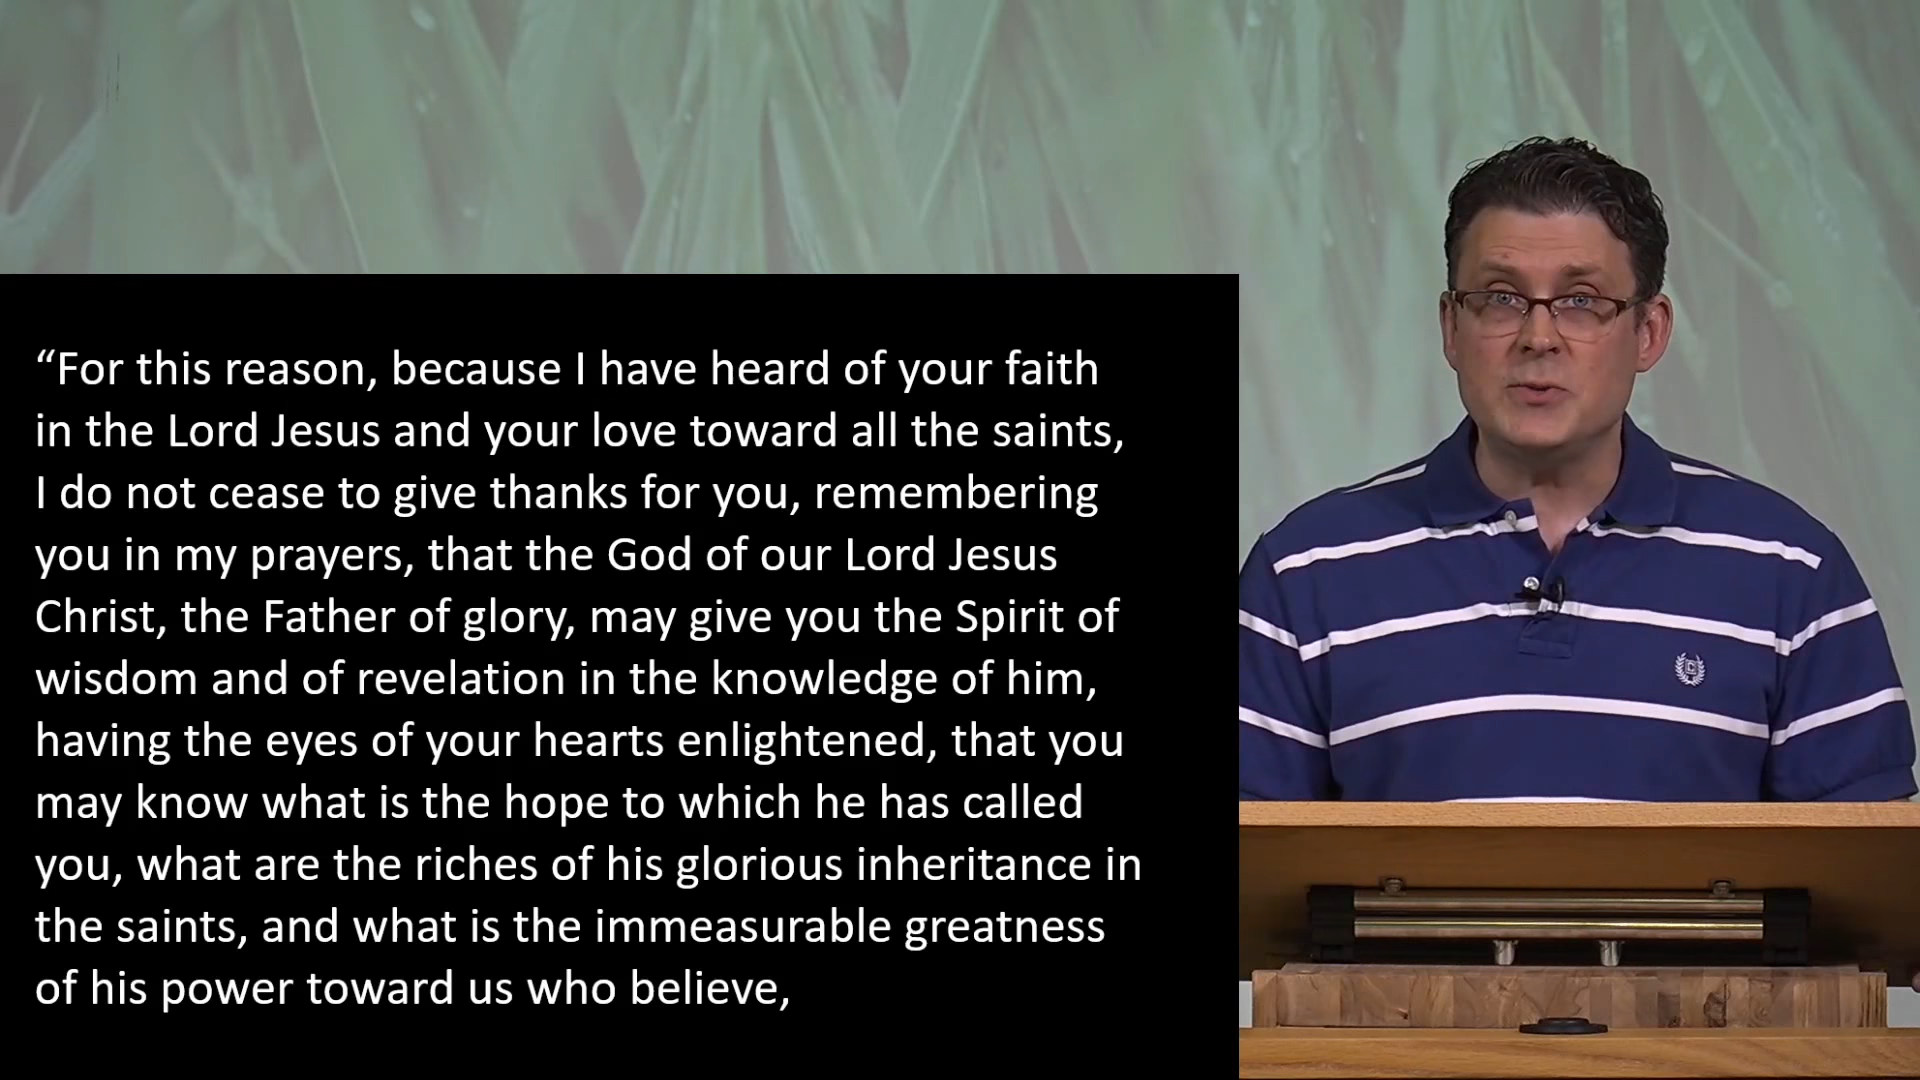 “For this reason, because I have heard of your faith
in the Lord Jesus and your love toward all the saints,
I do not cease to give thanks for you, remembering
you in my prayers, that the God of our Lord Jesus
Christ, the Father of glory, may give you the Spirit of
wisdom and of revelation in the knowledge of him,
having the eyes of your hearts enlightened, that you
may know what is the hope to which he has called
you, what are the riches of his glorious inheritance in
the saints, and what is the immeasurable greatness
of his power toward us who believe,